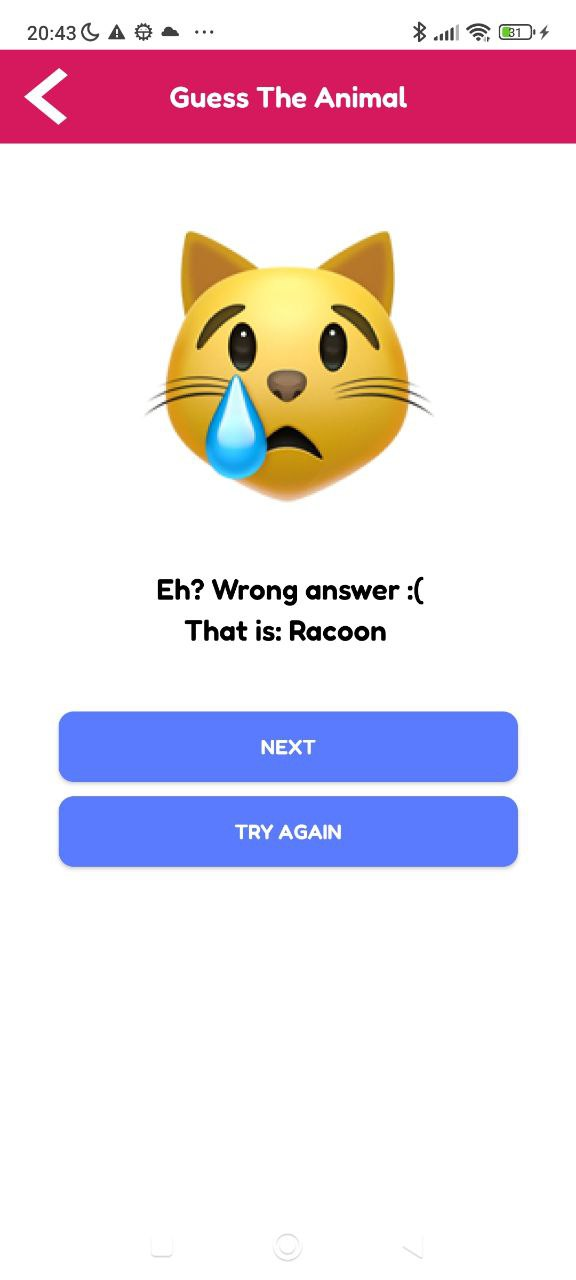 20:43
31
Guess The Animal
Eh? Wrong answer :(
That is: Racoon
NEXT
TRY AGAIN